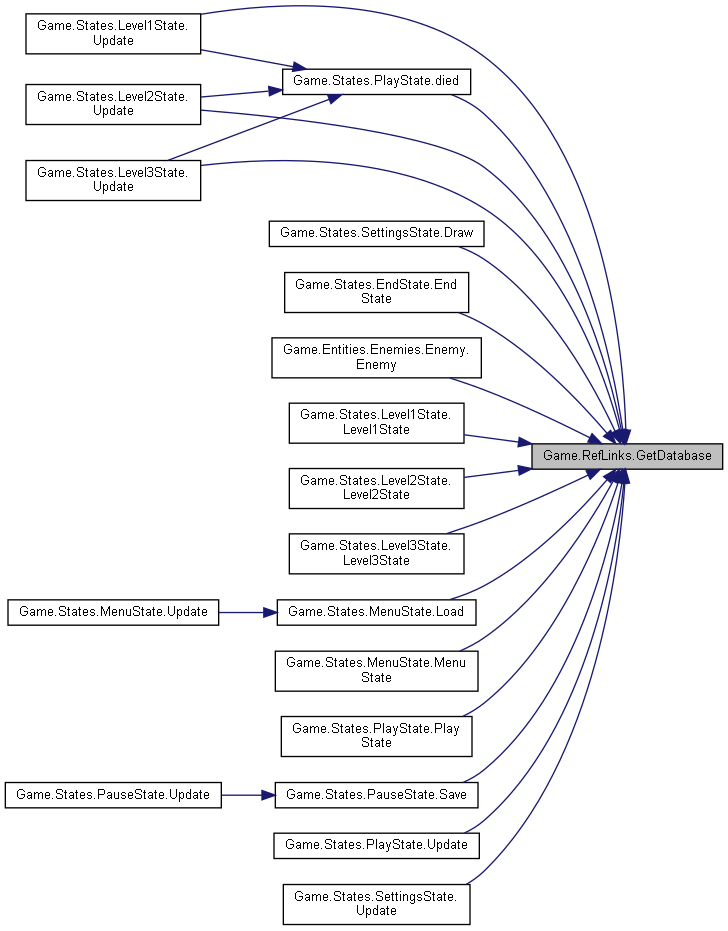 Game.States.Level1State.
Update
Game.States.PlayState.died
Game.States.Level2State.
Update
Game.States.Level3State.
Update
Game.States.SettingsState.Draw
Game.States.EndState.End
State
Game.Entities.Enemies.Enemy.
Enemy
Game.States.Level1State.
Level1State
Game.RefLinks.GetDatabase
Game.States.Level2State.
Level2State
Game.States.Level3State.
Level3State
Game.States.MenuState.Update
Game.States.MenuState.Load
Game.States.MenuState.Menu
State
Game.States.PlayState.Play
State
Game.States.PauseState.Update
Game.States.PauseState.Save
Game.States.PlayState.Update
Game.States.SettingsState.
Update